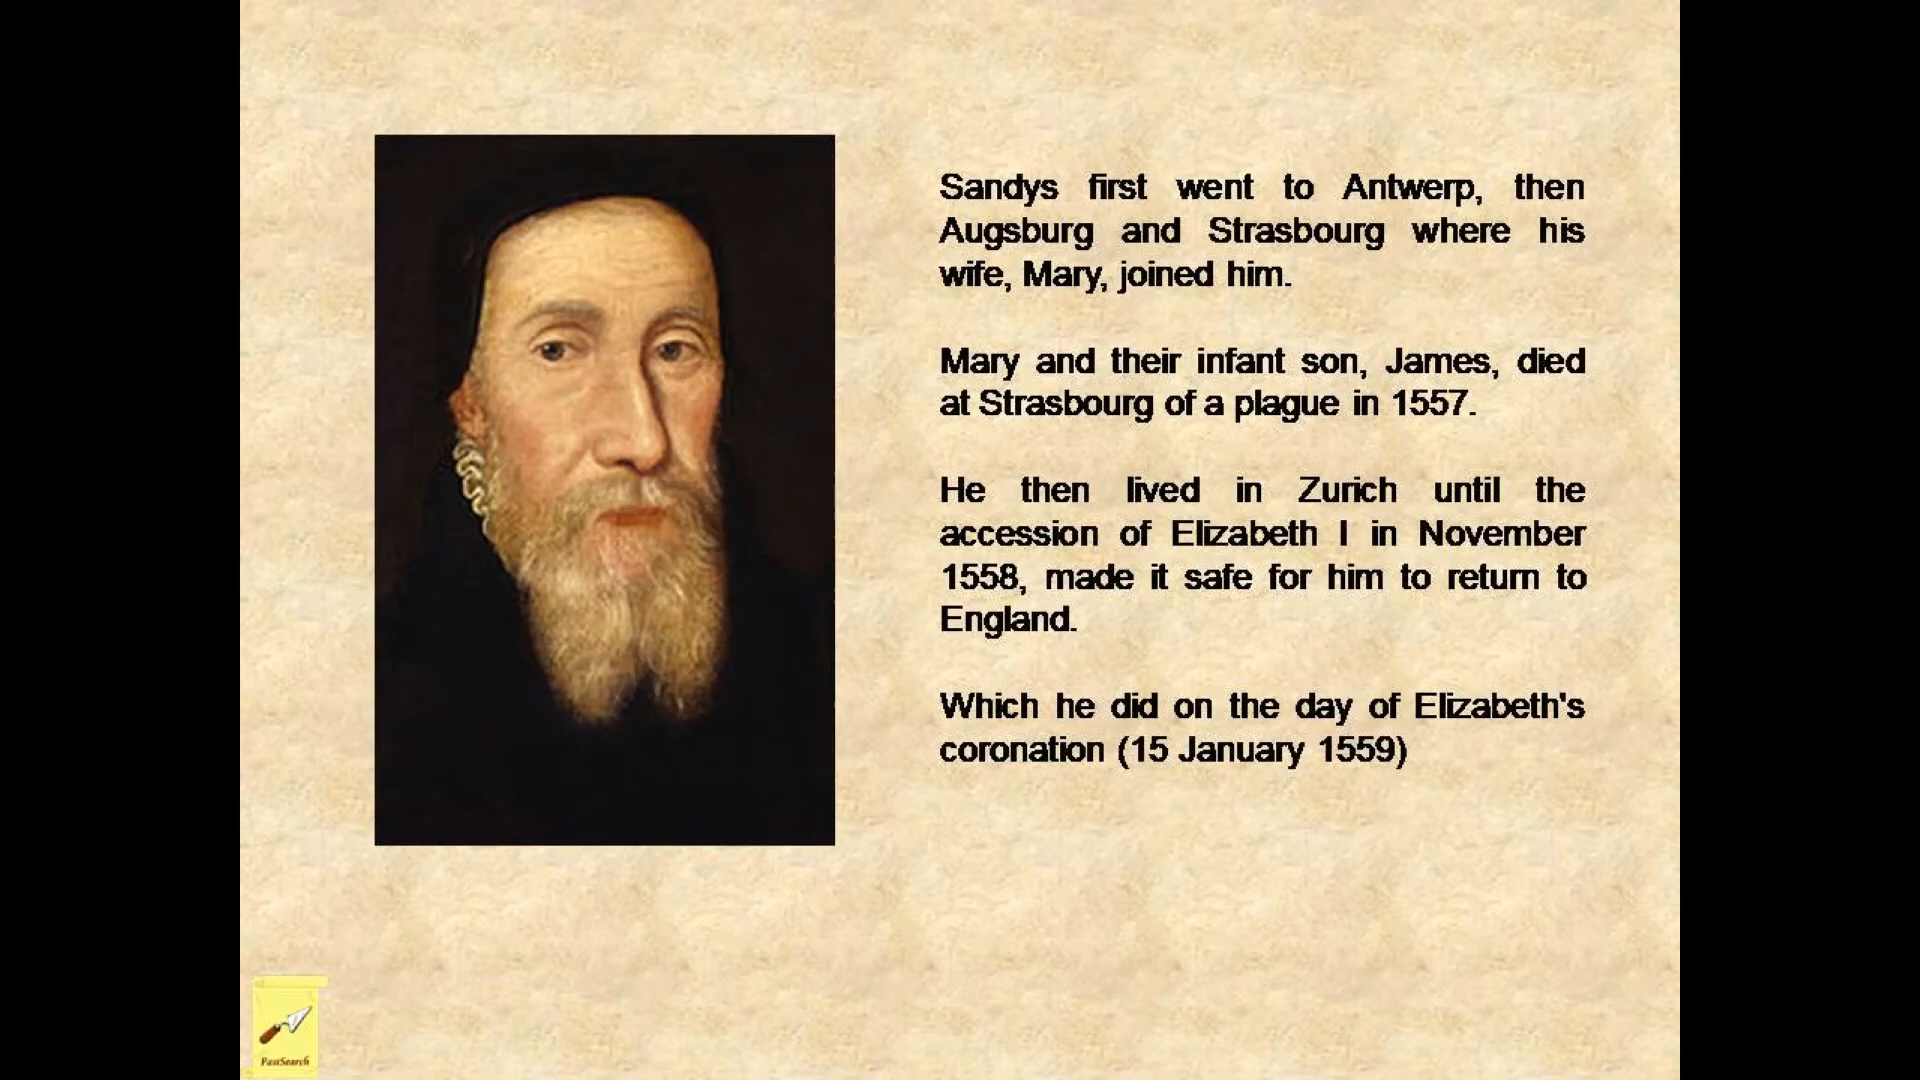 Sandys first went to Antwerp, then
Augsburg and Strasbourg where his
wife, Mary, joined him.
Mary and their infant son, James, died
at Strasbourg of a plague in 1557.
He then lived in Zurich until the
accession of Elizabeth I in November
1558, made it safe for him to return to
England.
Which he did on the day of Elizabeth's
coronation (15 January 1559)
PastSearch